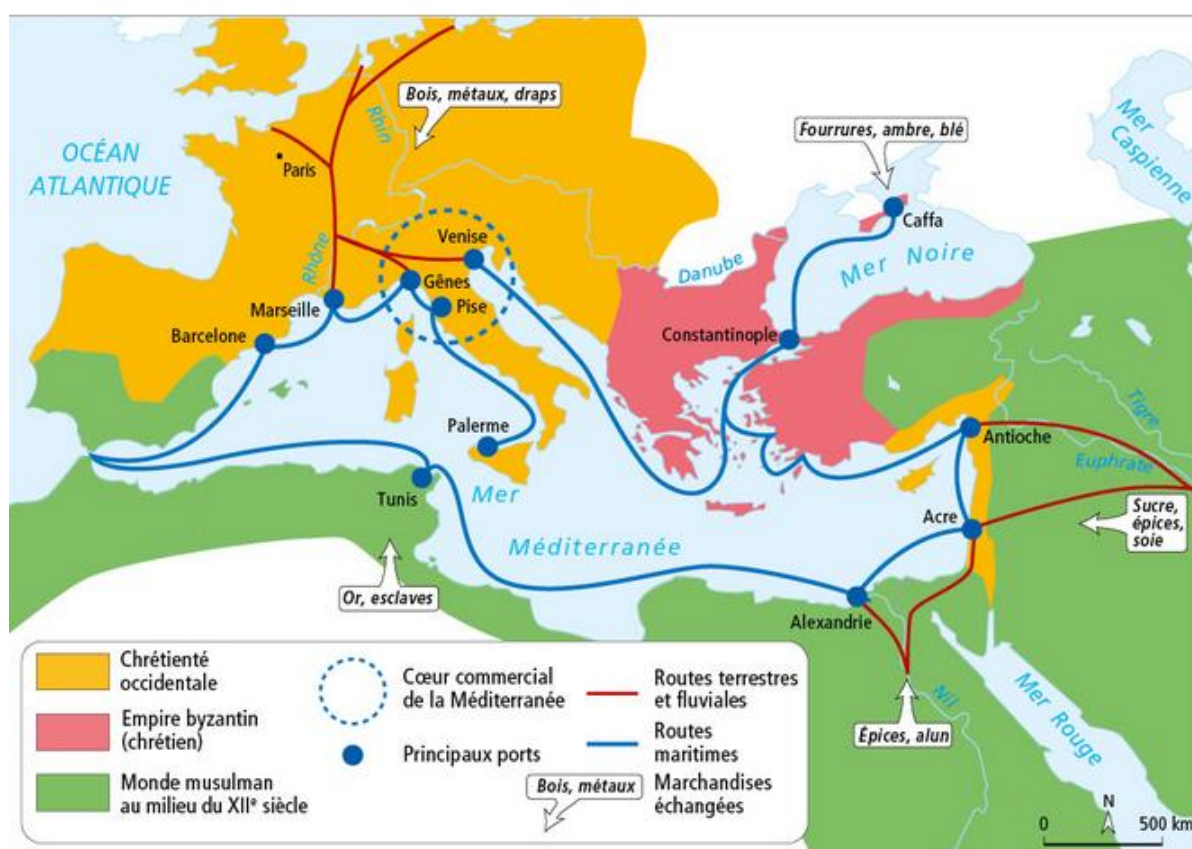 OCÉAN
ATLANTIQUE
Paris
Rhin
Bois, métaux, draps
Fourrures, ambre, blé
Mer
Caspienne
Caffa
Mer Noire
Danube
Venise
Gênes
Pise
Rhône
Marseille
Barcelone
Constantinople
Palerme
Tunis
Mer
Méditerranée
Antioche
Tigre
Euphrate
Acre
Sucre,
épices,
soie
Or, esclaves
Alexandrie
Nil
Épices, alun
Mer Rouge
Chrétienté
occidentale
Empire byzantin
(chrétien)
Monde musulman
au milieu du XIIᵉ siècle
Cœur commercial
de la Méditerranée
Principaux ports
Bois, métaux
Routes terrestres
et fluviales
Routes
maritimes
Marchandises
échangées
N
0 500 km